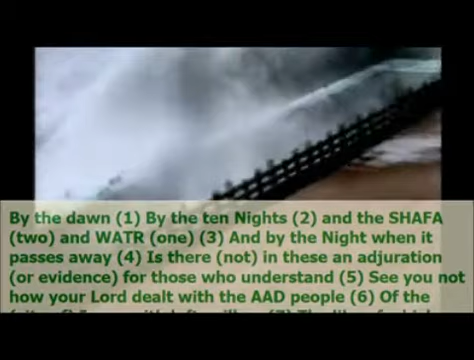 By the dawn (1) By the ten Nights (2) and the SHAFA
(two) and WATR (one) (3) And by the Night when it
passes away (4) Is there (not) in these an adjuration
(or evidence) for those who understand (5) See you not
how your Lord dealt with the AAD people (6) Of the